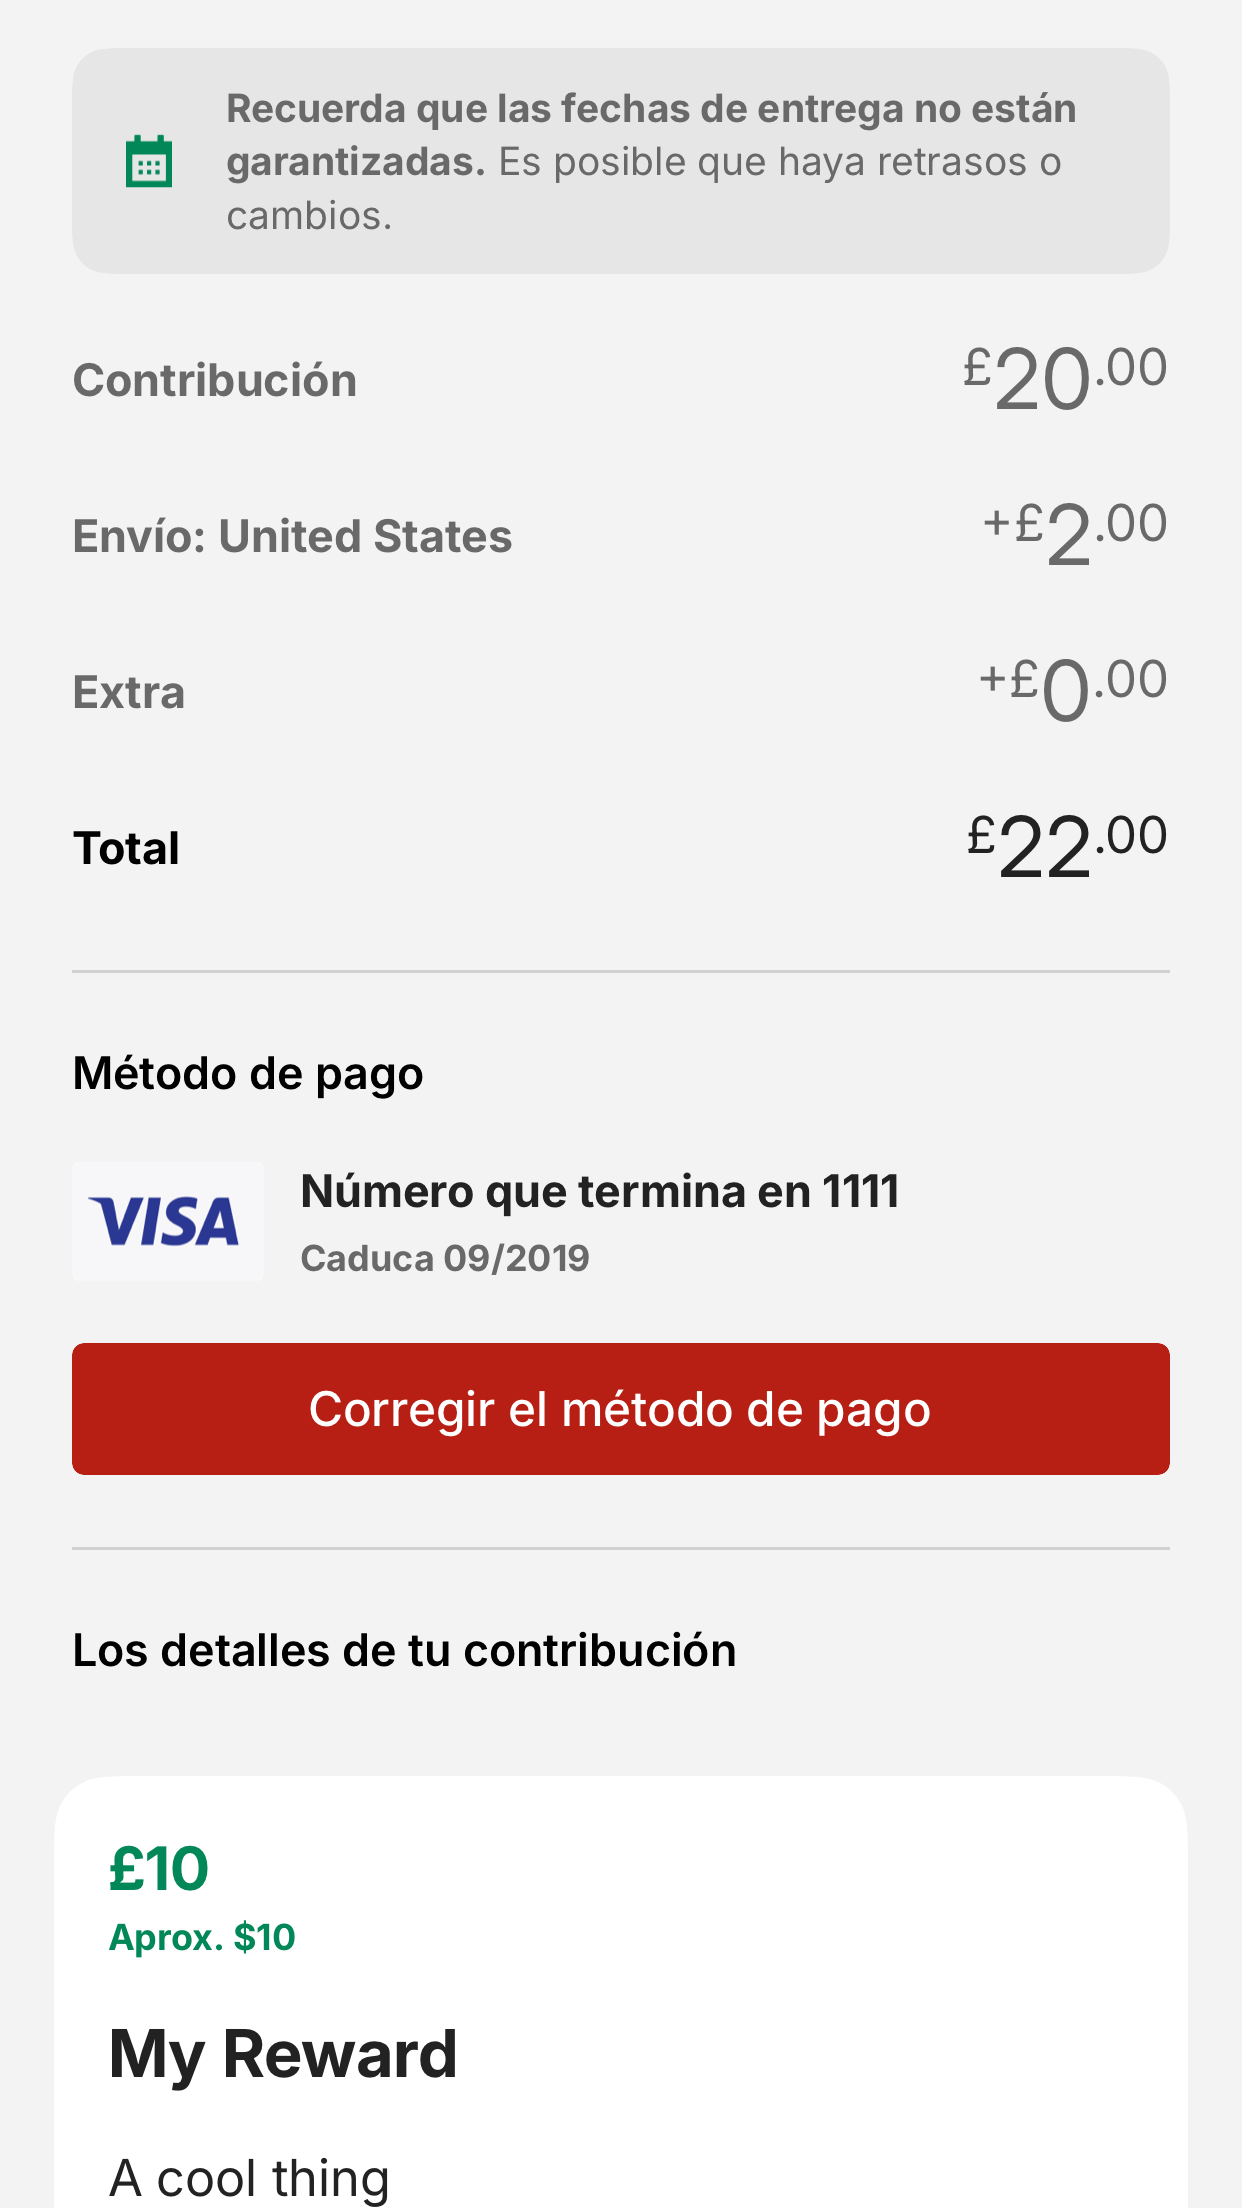 Recuerda que las fechas de entrega no están
garantizadas. Es posible que haya retrasos o
cambios.
Contribución £20.00
Envío: United States +£2.00
Extra +£0.00
Total £22.00
Método de pago
VISA
Número que termina en 1111
Caduca 09/2019
Corregir el método de pago
Los detalles de tu contribución
£10
Aprox. $10
My Reward
A cool thing